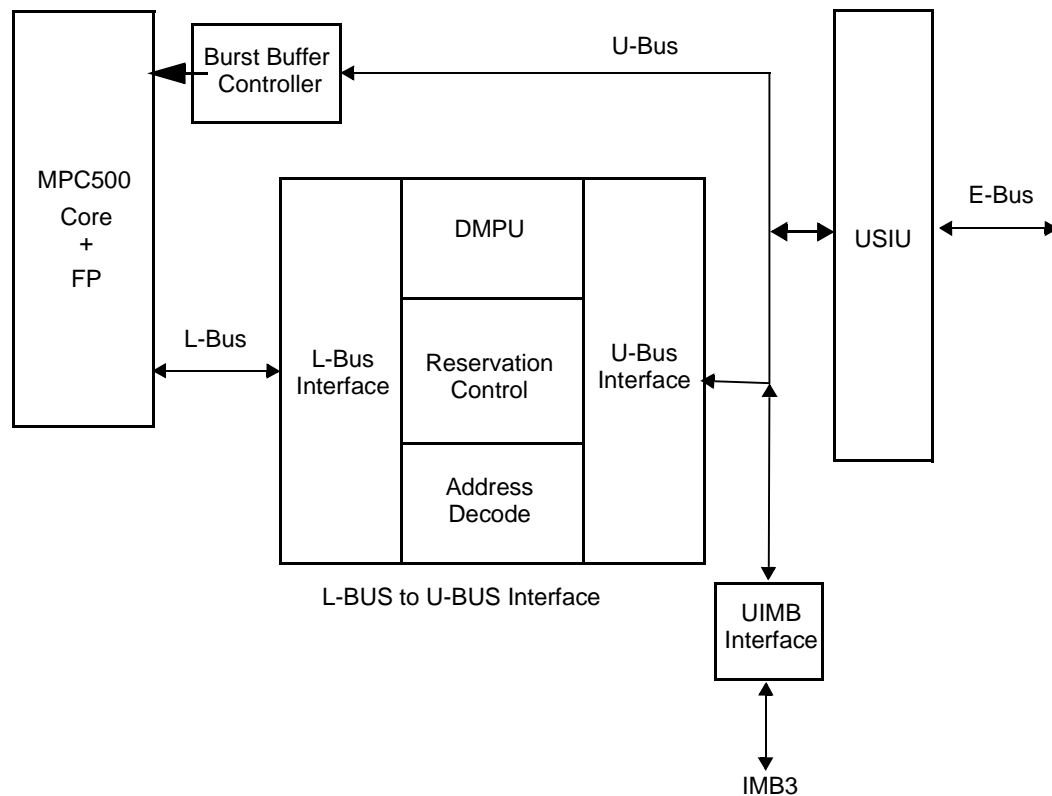 Burst Buffer
Controller
U-Bus
MPC500
Core
+
FP
DMPU
E-Bus
USIU
L-Bus
L-Bus
Interface
Reservation
Control
U-Bus
Interface
Address
Decode
L-BUS to U-BUS Interface
UIMB
Interface
IMB3